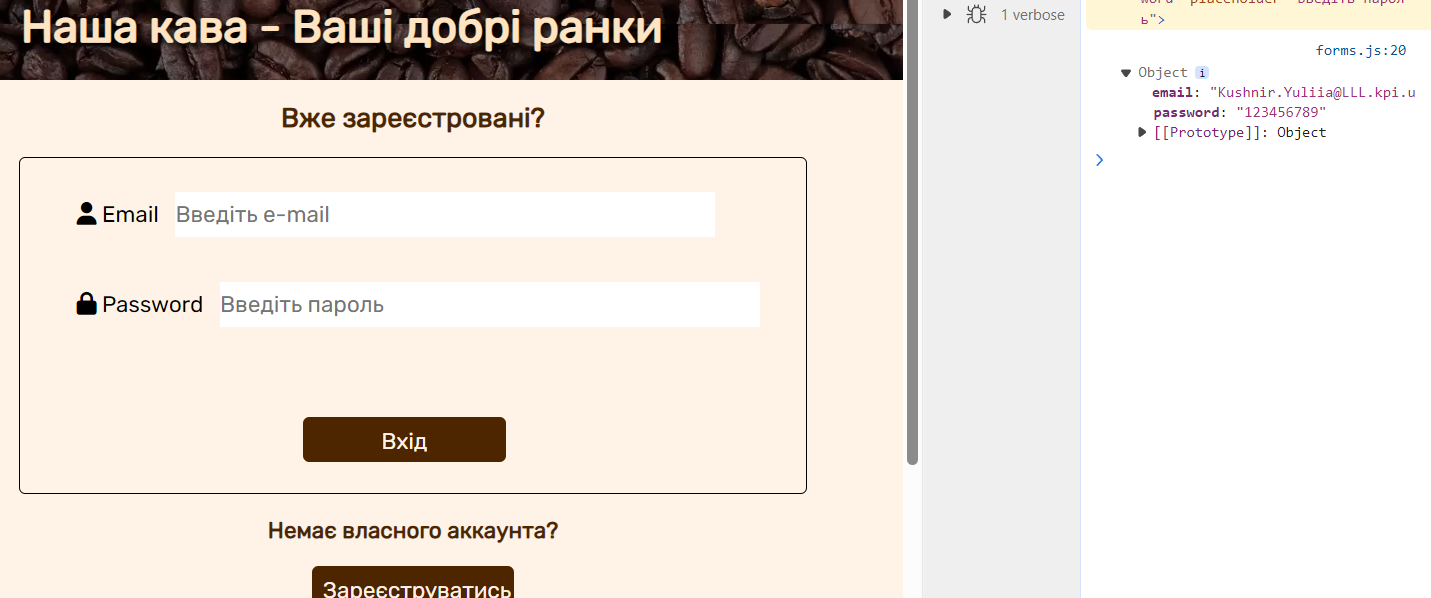 Наша кава – Ваші добрі ранки
Вже зареєстровані?
Email Введіть e-mail
Password Введіть пароль
Вхід
Немає власного аккаунта?
Зареєструватись
1 verbose
word" placeholder="Введіть парол
ь">
forms.js:20
Object i
email: "Kushnir.Yuliia@LLL.kpi.u
password: "123456789"
[[Prototype]]: Object